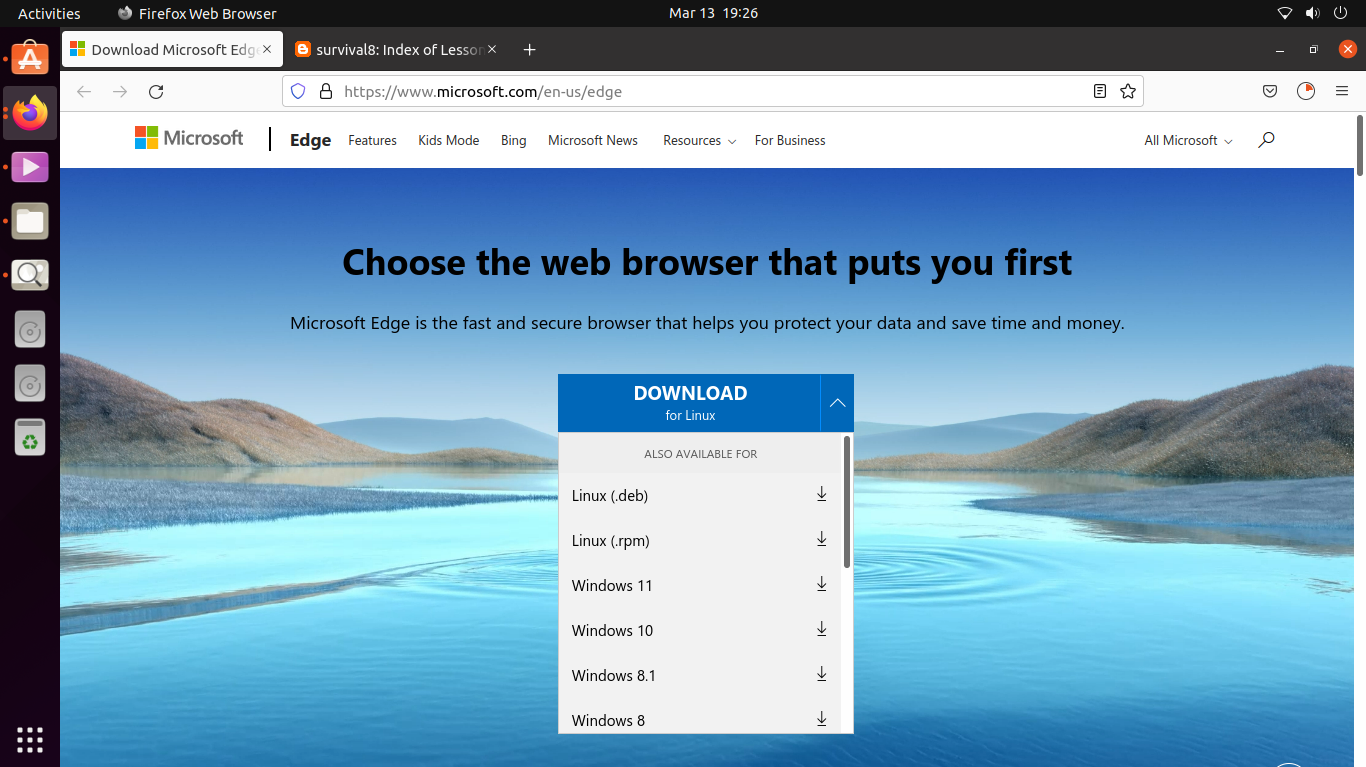 Activities Firefox Web Browser Mar 13 19:26
Download Microsoft Edge survival8: Index of Lesson
https://www.microsoft.com/en-us/edge
Microsoft Edge Features Kids Mode Bing Microsoft News Resources For Business All Microsoft
Choose the web browser that puts you first
Microsoft Edge is the fast and secure browser that helps you protect your data and save time and money.
DOWNLOAD
for Linux
ALSO AVAILABLE FOR
Linux (.deb)
Linux (.rpm)
Windows 11
Windows 10
Windows 8.1
Windows 8